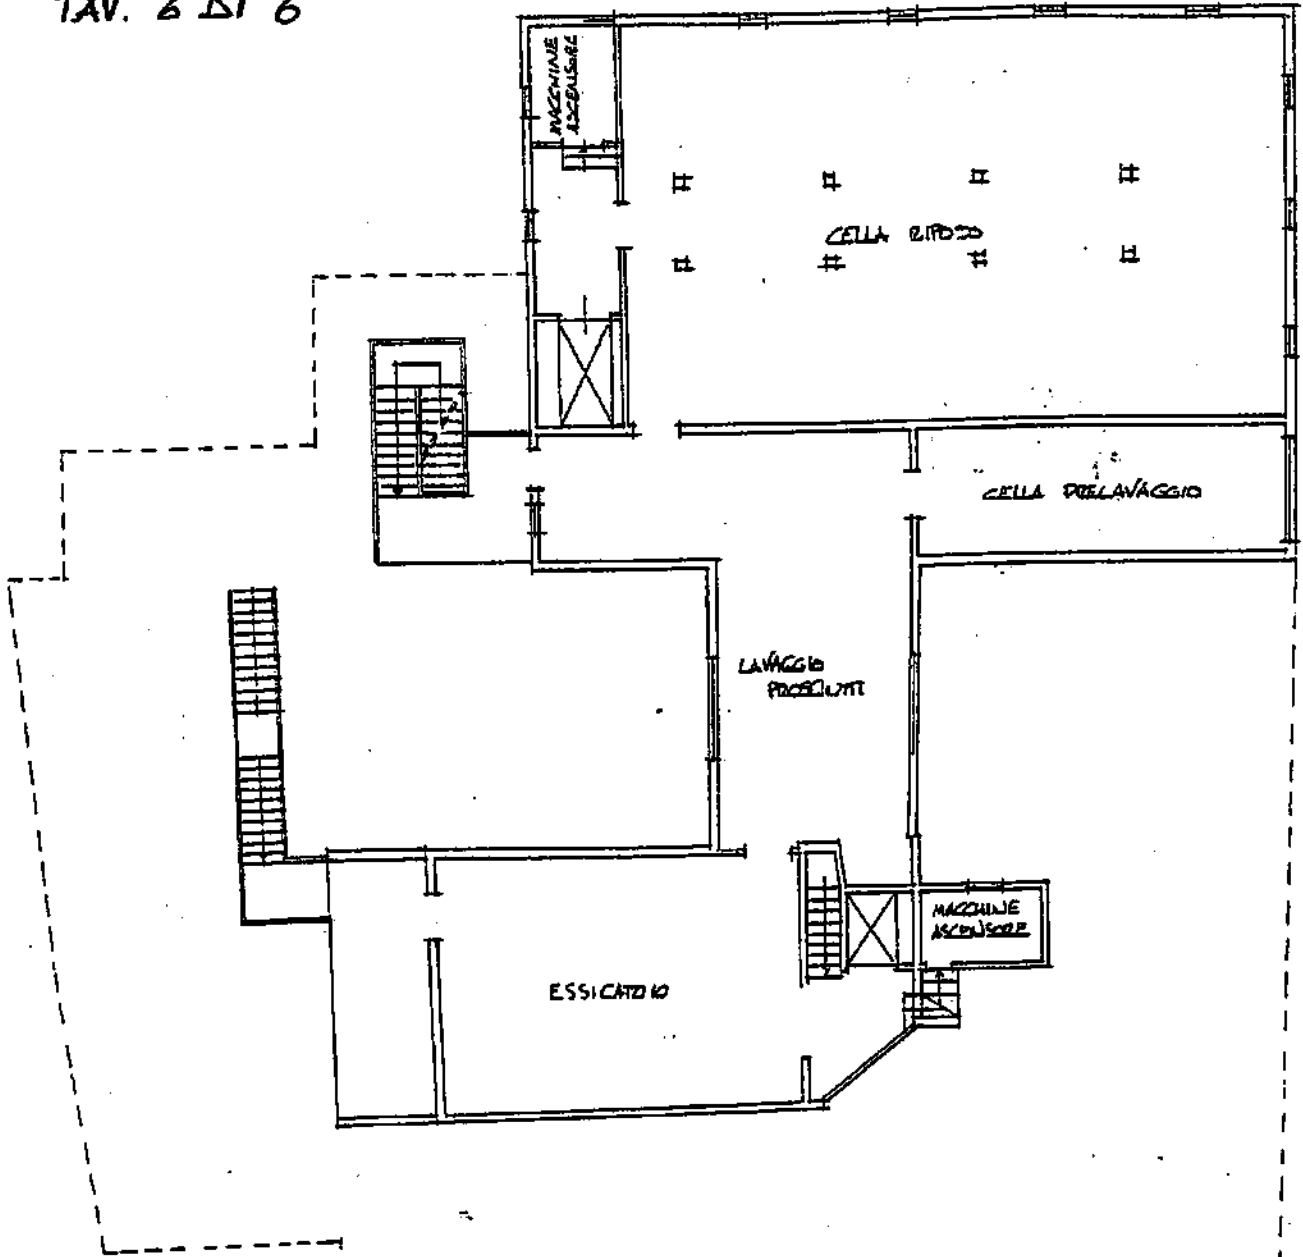 TAV. 6 DI 6
MACCHINE
ASCENSORE
CELLA RIPOSO
CELLA PRELAVAGGIO
LAVAGGIO
PROSCIUTTI
MACCHINE
ASCENSORE
ESSICATOIO